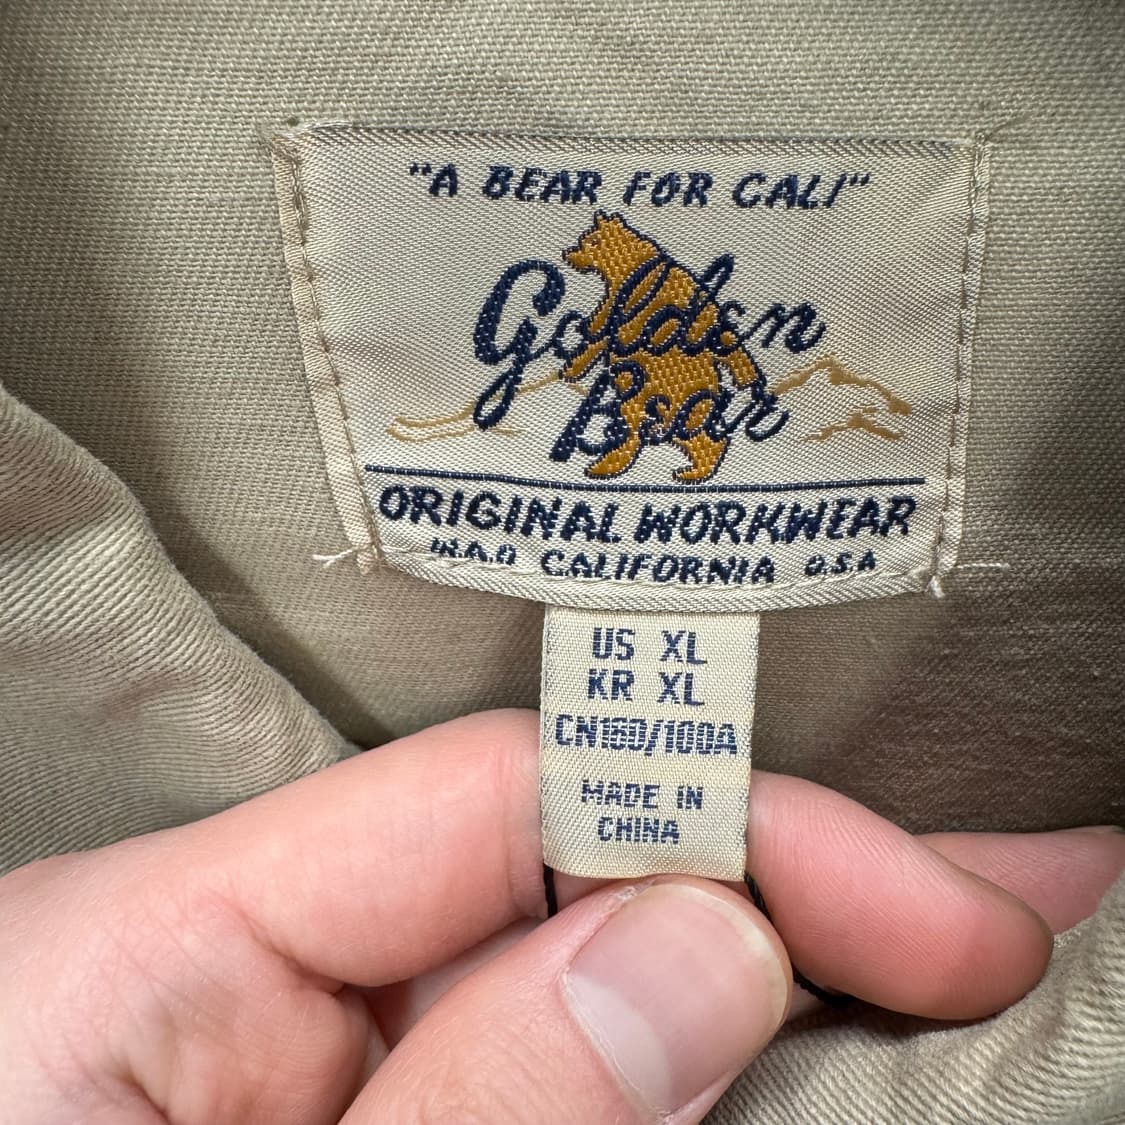 "A BEAR FOR CALI"
Golden
Bear
ORIGINAL WORKWEAR
CALIFORNIA U.S.A
US XL
KR XL
CN160/100A
MADE IN
CHINA